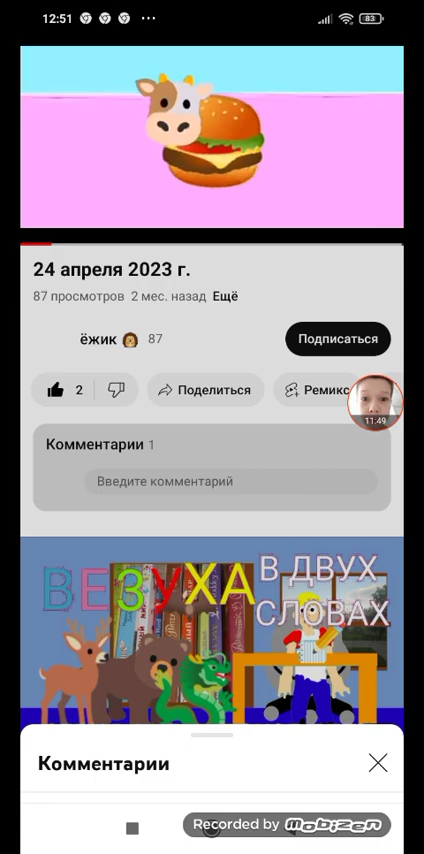 12:51
83
24 апреля 2023 г.
87 просмотров 2 мес. назад Ещё
ёжик 87
Подписаться
2
Поделиться
Ремикс
11:49
Комментарии 1
Введите комментарий
ВЕЗУХА
В ДВУХ
СЛОВАХ
Комментарии
Recorded by mobizen